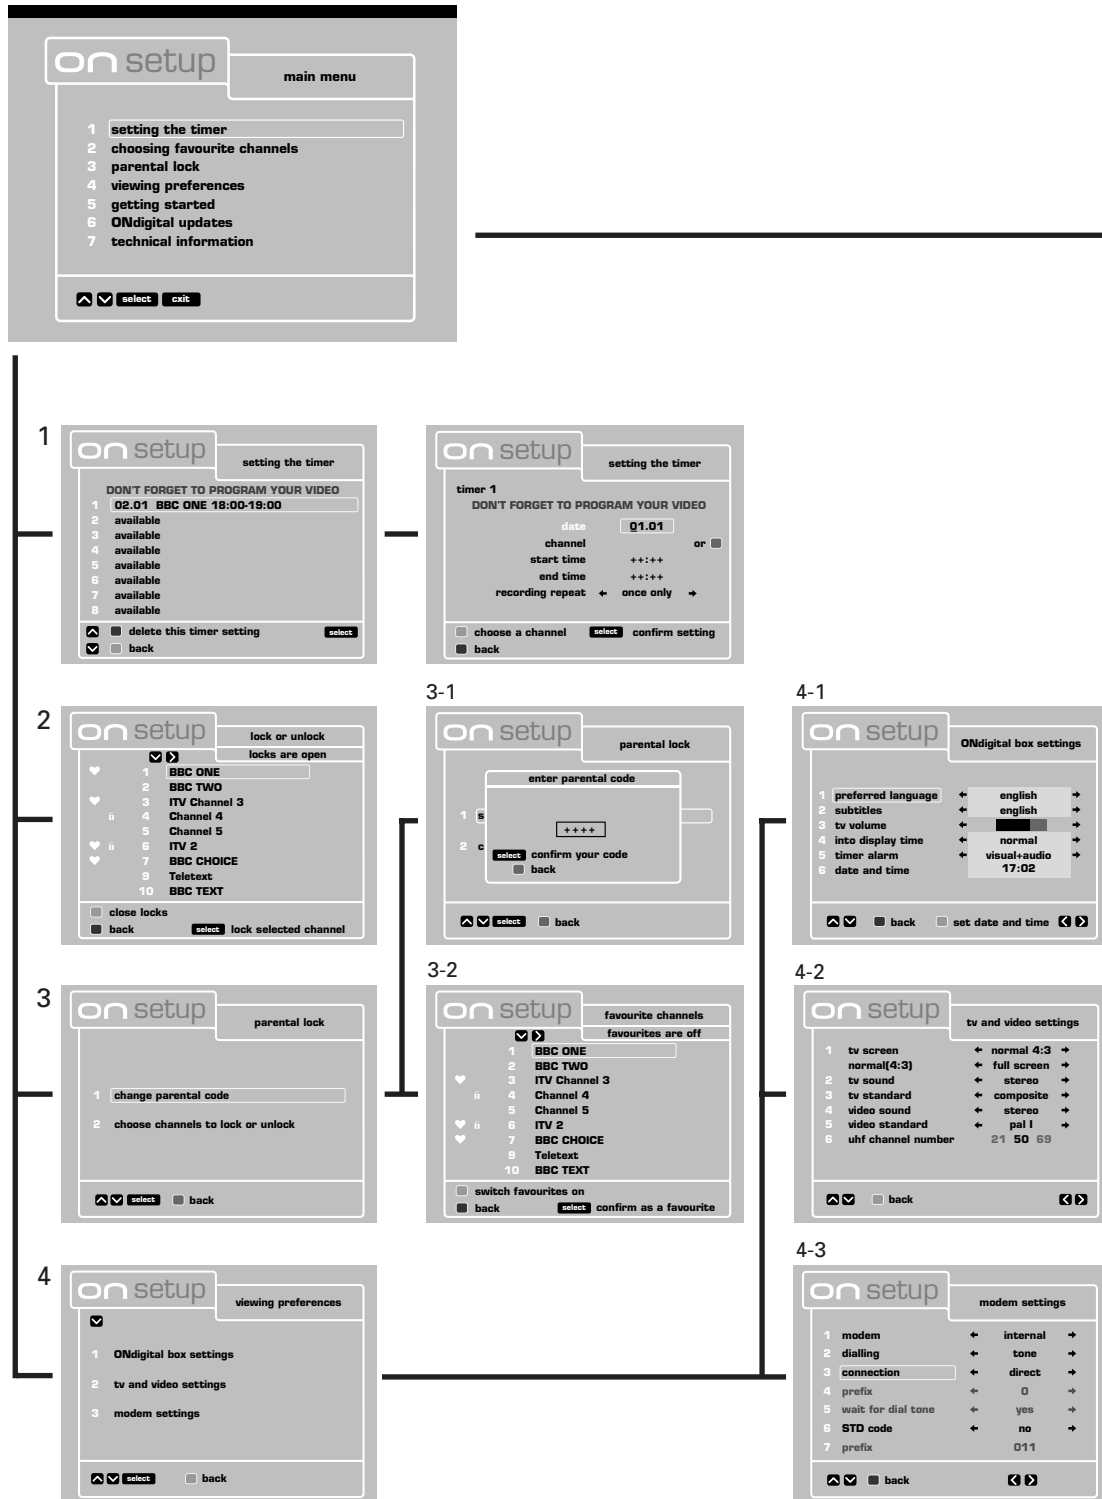 on setup
main menu
1 setting the timer
2 choosing favourite channels
3 parental lock
4 viewing preferences
5 getting started
6 ONdigital updates
7 technical information
select cxit
1
on setup
setting the timer
DON'T FORGET TO PROGRAM YOUR VIDEO
1 02.01 BBC ONE 18:00-19:00
2 available
3 available
4 available
5 available
6 available
7 available
8 available
delete this timer setting select
back
on setup
setting the timer
timer 1
DON'T FORGET TO PROGRAM YOUR VIDEO
date 01.01
channel or
start time ++:++
end time ++:++
recording repeat once only
choose a channel select confirm setting
back
2
on setup
lock or unlock
locks are open
1 BBC ONE
2 BBC TWO
3 ITV Channel 3
4 Channel 4
5 Channel 5
6 ITV 2
7 BBC CHOICE
9 Teletext
10 BBC TEXT
close locks
back select lock selected channel
3-1
on setup
parental lock
enter parental code
1 s
++++
2 c
select confirm your code
back
select back
4-1
on setup
ONdigital box settings
1 preferred language english
2 subtitles english
3 tv volume
4 into display time normal
5 timer alarm visual+audio
6 date and time 17:02
back set date and time
3
on setup
parental lock
1 change parental code
2 choose channels to lock or unlock
select back
3-2
on setup
favourite channels
favourites are off
1 BBC ONE
2 BBC TWO
3 ITV Channel 3
4 Channel 4
5 Channel 5
6 ITV 2
7 BBC CHOICE
9 Teletext
10 BBC TEXT
switch favourites on
back select confirm as a favourite
4-2
on setup
tv and video settings
1 tv screen normal 4:3
normal(4:3) full screen
2 tv sound stereo
3 tv standard composite
4 video sound stereo
5 video standard pal I
6 uhf channel number 21 50 69
back
4
on setup
viewing preferences
1 ONdigital box settings
2 tv and video settings
3 modem settings
select back
4-3
on setup
modem settings
1 modem internal
2 dialling tone
3 connection direct
4 prefix 0
5 wait for dial tone yes
6 STD code no
7 prefix 011
back